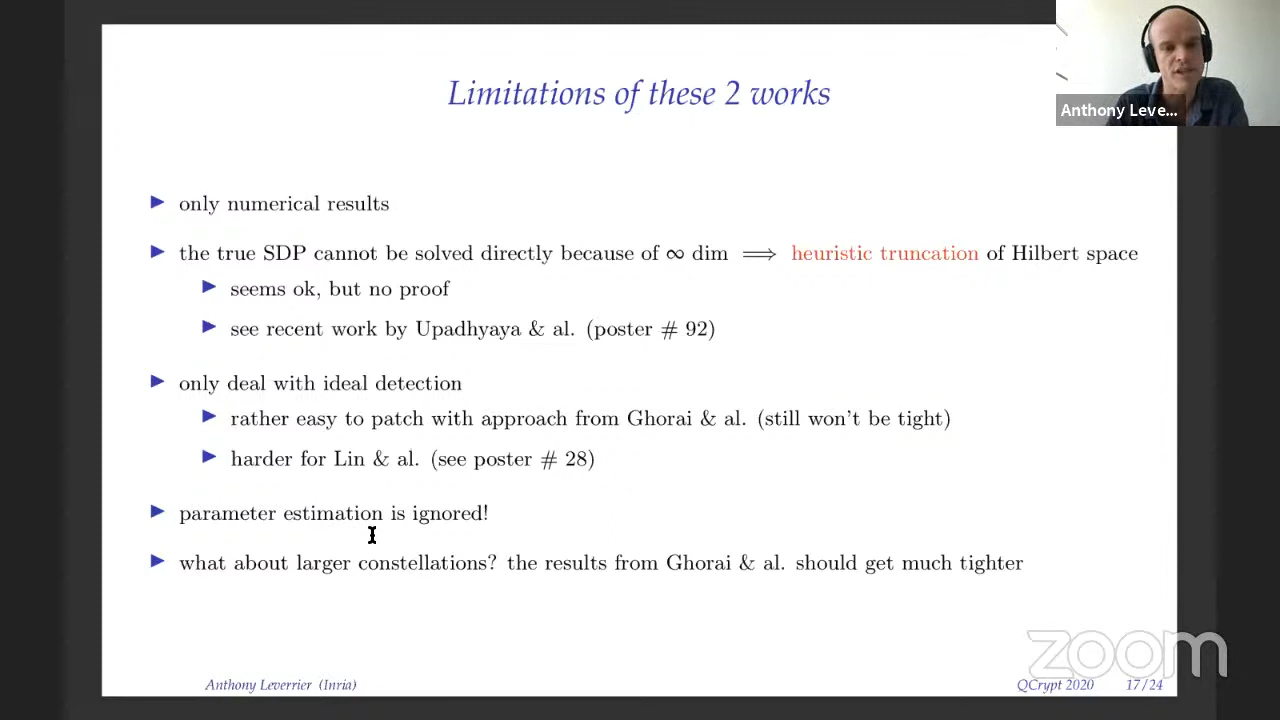 Limitations of these 2 works
Anthony Leve...
▶ only numerical results
▶ the true SDP cannot be solved directly because of ∞ dim ⟹ heuristic truncation of Hilbert space
▶ seems ok, but no proof
▶ see recent work by Upadhyaya & al. (poster # 92)
▶ only deal with ideal detection
▶ rather easy to patch with approach from Ghorai & al. (still won't be tight)
▶ harder for Lin & al. (see poster # 28)
▶ parameter estimation is ignored!
▶ what about larger constellations? the results from Ghorai & al. should get much tighter
zoom
Anthony Leverrier (Inria) QCrypt 2020 17/24